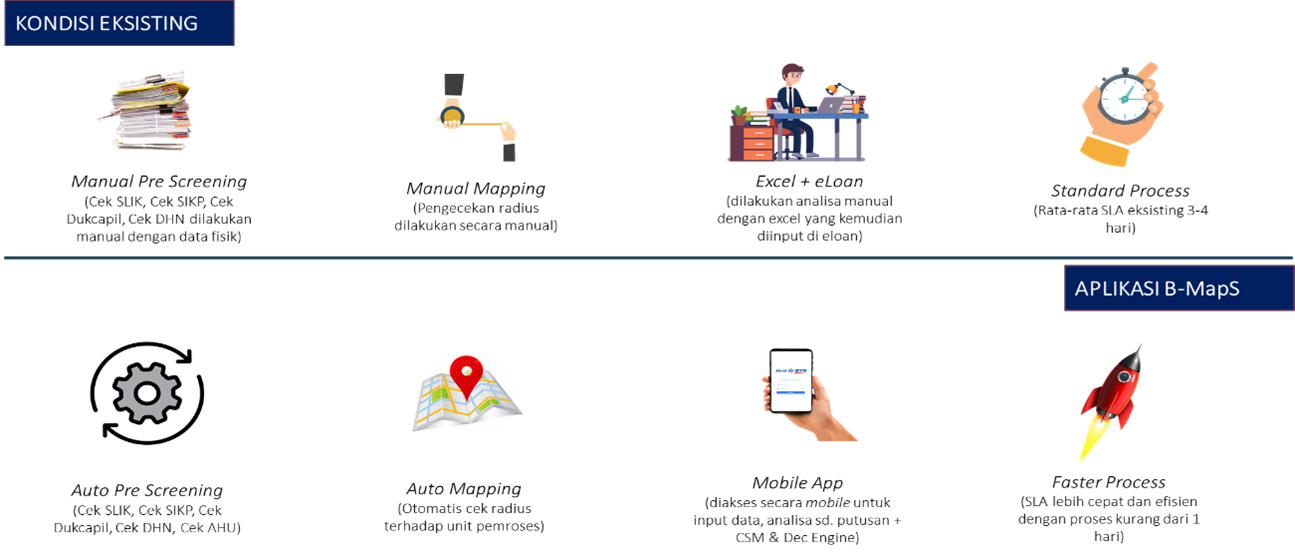 KONDISI EKSISTING
Manual Pre Screening
(Cek SLIK, Cek SIKP, Cek
Dukcapil, Cek DHN dilakukan
manual dengan data fisik)
Manual Mapping
(Pengecekan radius
dilakukan secara manual)
Excel + eLoan
(dilakukan analisa manual
dengan excel yang kemudian
diinput di eloan)
Standard Process
(Rata-rata SLA eksisting 3-4
hari)
APLIKASI B-MapS
Auto Pre Screening
(Cek SLIK, Cek SIKP, Cek
Dukcapil, Cek DHN, Cek AHU)
Auto Mapping
(Otomatis cek radius
terhadap unit pemroses)
Mobile App
(diakses secara mobile untuk
input data, analisa sd. putusan +
CSM & Dec Engine)
Faster Process
(SLA lebih cepat dan efisien
dengan proses kurang dari 1
hari)